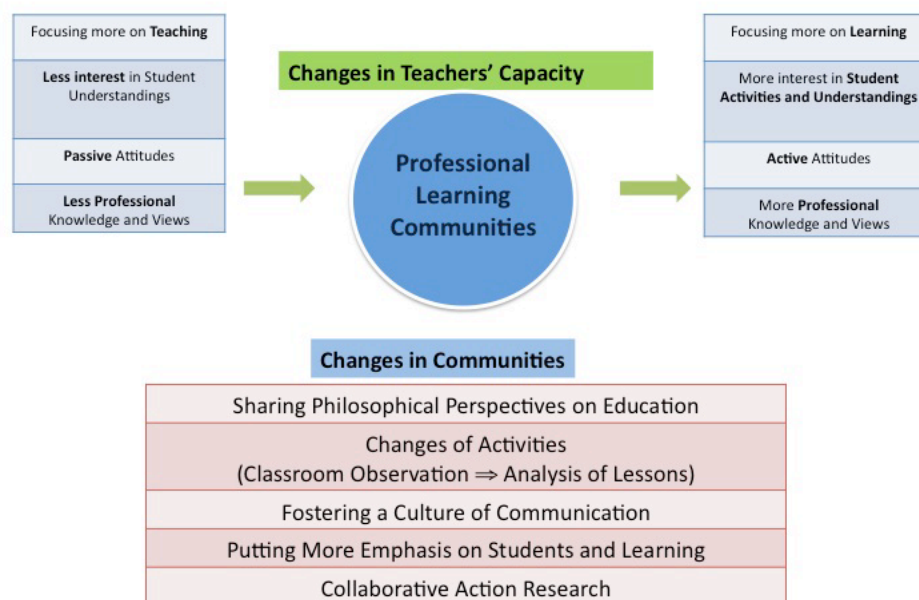 Focusing more on Teaching
Less interest in Student
Understandings
Passive Attitudes
Less Professional
Knowledge and Views
Changes in Teachers' Capacity
Professional
Learning
Communities
Focusing more on Learning
More interest in Student
Activities and Understandings
Active Attitudes
More Professional
Knowledge and Views
Changes in Communities
Sharing Philosophical Perspectives on Education
Changes of Activities
(Classroom Observation ⇒ Analysis of Lessons)
Fostering a Culture of Communication
Putting More Emphasis on Students and Learning
Collaborative Action Research